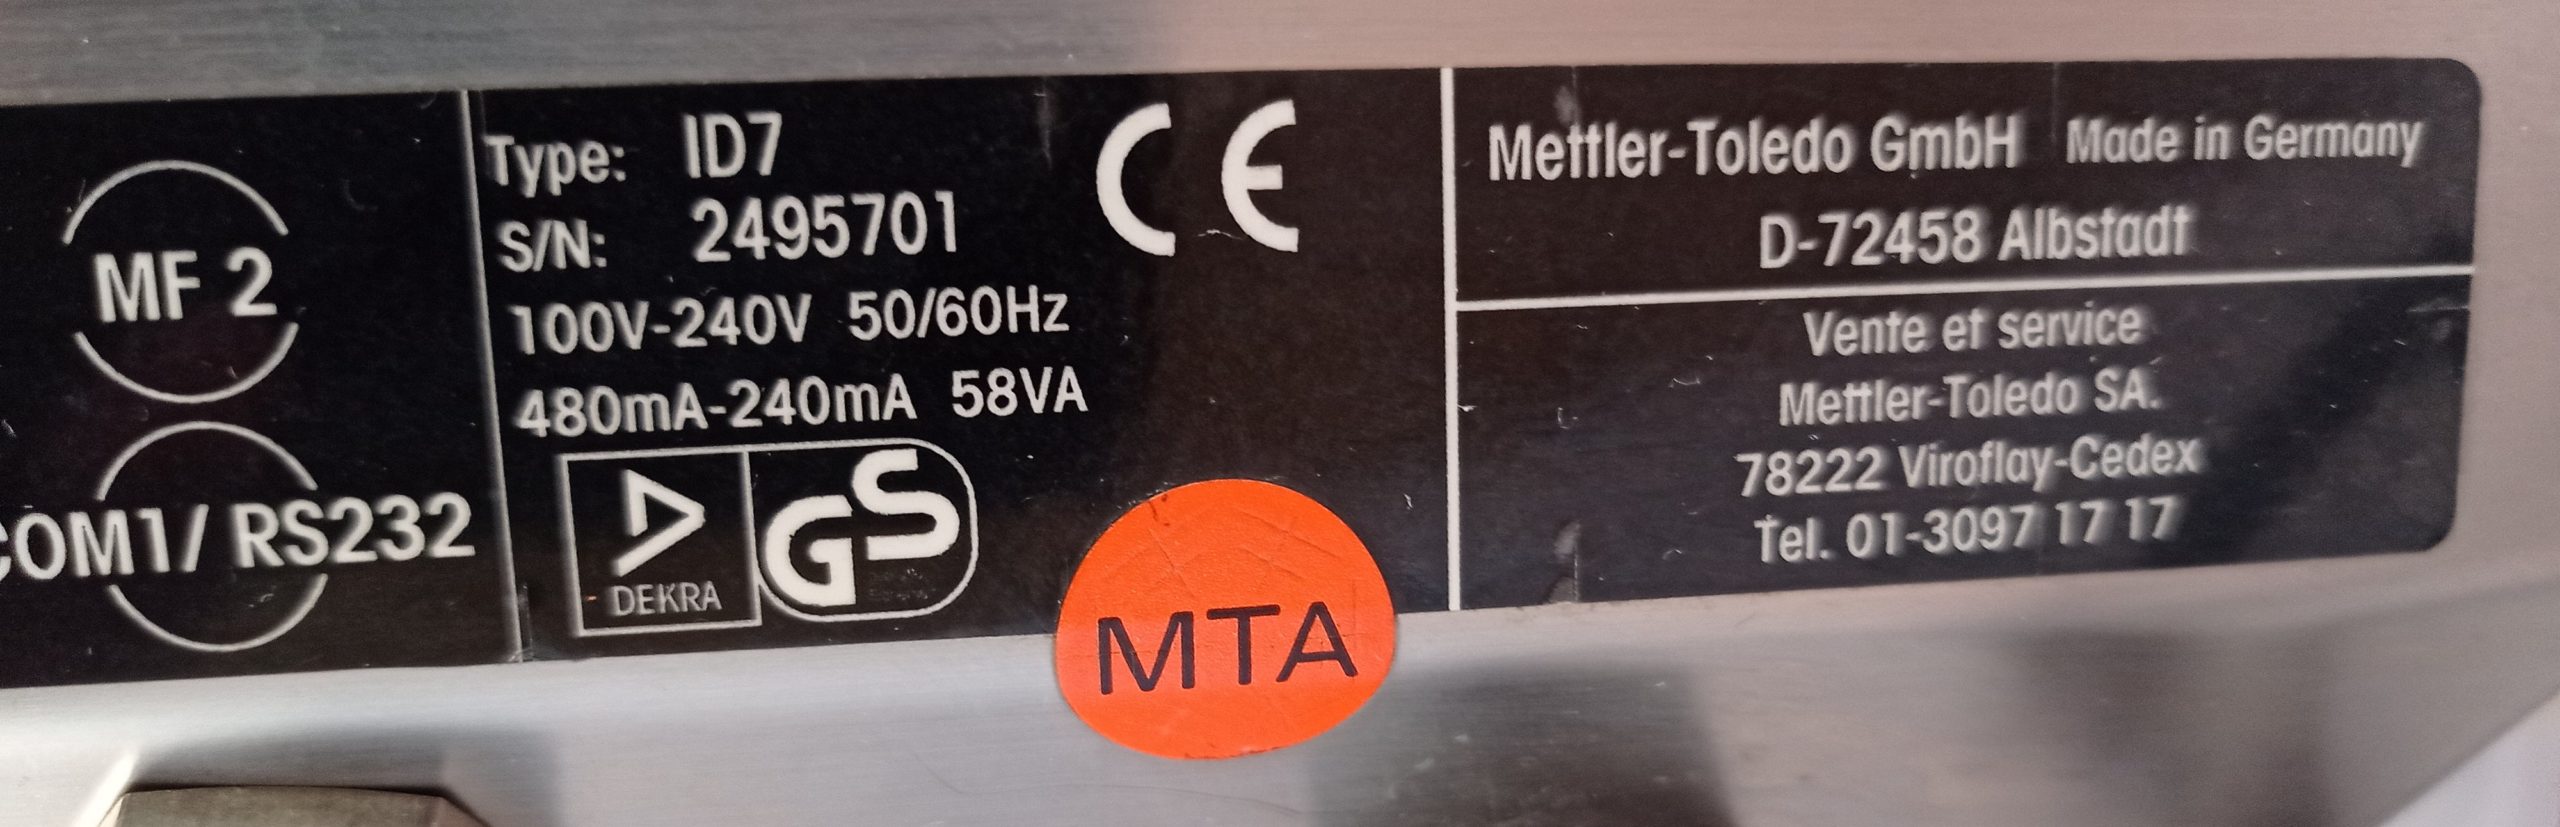 MF 2
COM1/ RS232
Type: ID7
S/N: 2495701
100V-240V 50/60Hz
480mA-240mA 58VA
CE
DEKRA
GS
MTA
Mettler-Toledo GmbH Made in Germany
D-72458 Albstadt
Vente et service
Mettler-Toledo SA.
78222 Viroflay-Cedex
Tel. 01-3097 17 17